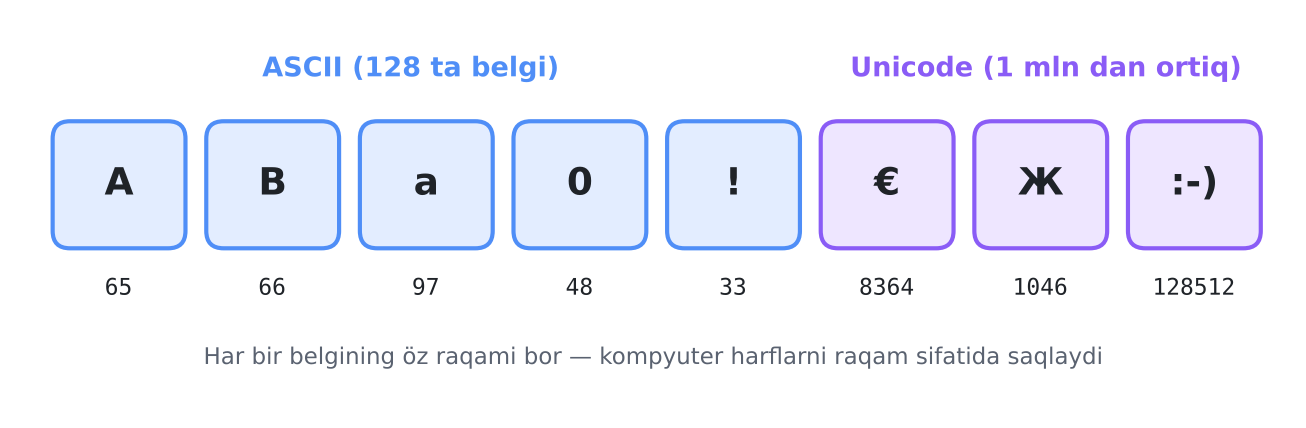 ASCII (128 ta belgi) Unicode (1 mln dan ortiq)
A B a 0 ! € Ж :-)
65 66 97 48 33 8364 1046 128512
Har bir belgining öz raqami bor — kompyuter harflarni raqam sifatida saqlaydi